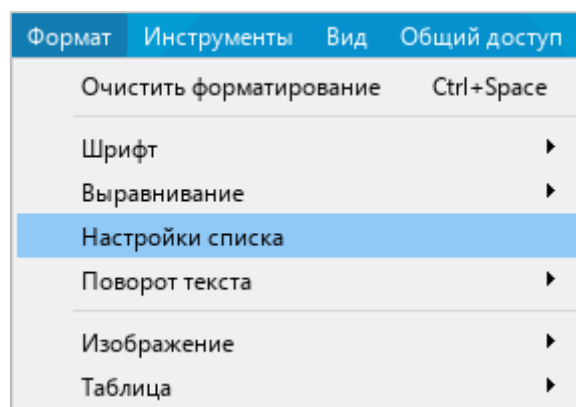 Формат Инструменты Вид Общий доступ
Очистить форматирование Ctrl+Space
Шрифт
Выравнивание
Настройки списка
Поворот текста
Изображение
Таблица